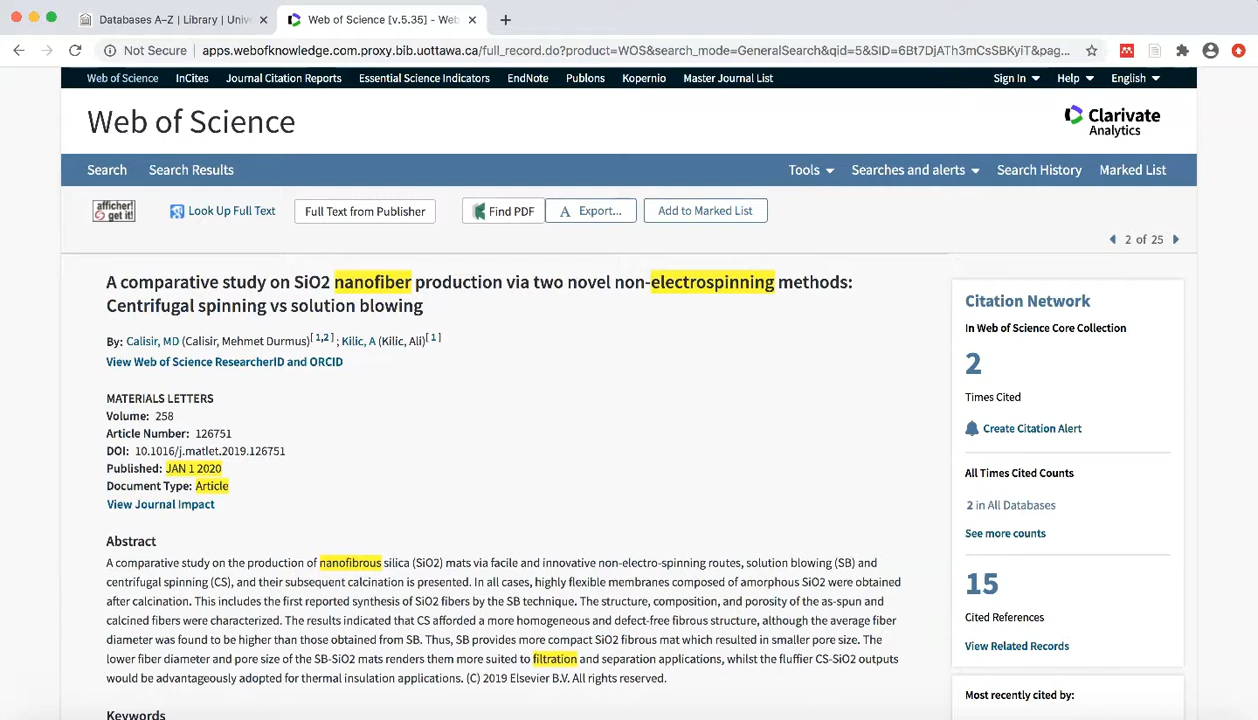 Databases A–Z | Library | Univ
Web of Science [v.5.35] - Web
Not Secure
apps.webofknowledge.com.proxy.bib.uottawa.ca/full_record.do?product=WOS&search_mode=GeneralSearch&qid=5&SID=6Bt7DjATh3mCsSBKyiT&pag...
Web of Science InCites Journal Citation Reports Essential Science Indicators EndNote Publons Kopernio Master Journal List Sign In Help English
Web of Science
Clarivate
Analytics
Search Search Results Tools Searches and alerts Search History Marked List
afficher!
get it!
Look Up Full Text
Full Text from Publisher
Find PDF
Export...
Add to Marked List
2 of 25
A comparative study on SiO2 nanofiber production via two novel non-electrospinning methods:
Centrifugal spinning vs solution blowing
By: Calisir, MD (Calisir, Mehmet Durmus)[ 1,2 ] ; Kilic, A (Kilic, Ali)[ 1 ]
View Web of Science ResearcherID and ORCID
MATERIALS LETTERS
Volume: 258
Article Number: 126751
DOI: 10.1016/j.matlet.2019.126751
Published: JAN 1 2020
Document Type: Article
View Journal Impact
Abstract
A comparative study on the production of nanofibrous silica (SiO2) mats via facile and innovative non-electro-spinning routes, solution blowing (SB) and
centrifugal spinning (CS), and their subsequent calcination is presented. In all cases, highly flexible membranes composed of amorphous SiO2 were obtained
after calcination. This includes the first reported synthesis of SiO2 fibers by the SB technique. The structure, composition, and porosity of the as-spun and
calcined fibers were characterized. The results indicated that CS afforded a more homogeneous and defect-free fibrous structure, although the average fiber
diameter was found to be higher than those obtained from SB. Thus, SB provides more compact SiO2 fibrous mat which resulted in smaller pore size. The
lower fiber diameter and pore size of the SB-SiO2 mats renders them more suited to filtration and separation applications, whilst the fluffier CS-SiO2 outputs
would be advantageously adopted for thermal insulation applications. (C) 2019 Elsevier B.V. All rights reserved.
Keywords
Citation Network
In Web of Science Core Collection
2
Times Cited
Create Citation Alert
All Times Cited Counts
2 in All Databases
See more counts
15
Cited References
View Related Records
Most recently cited by: